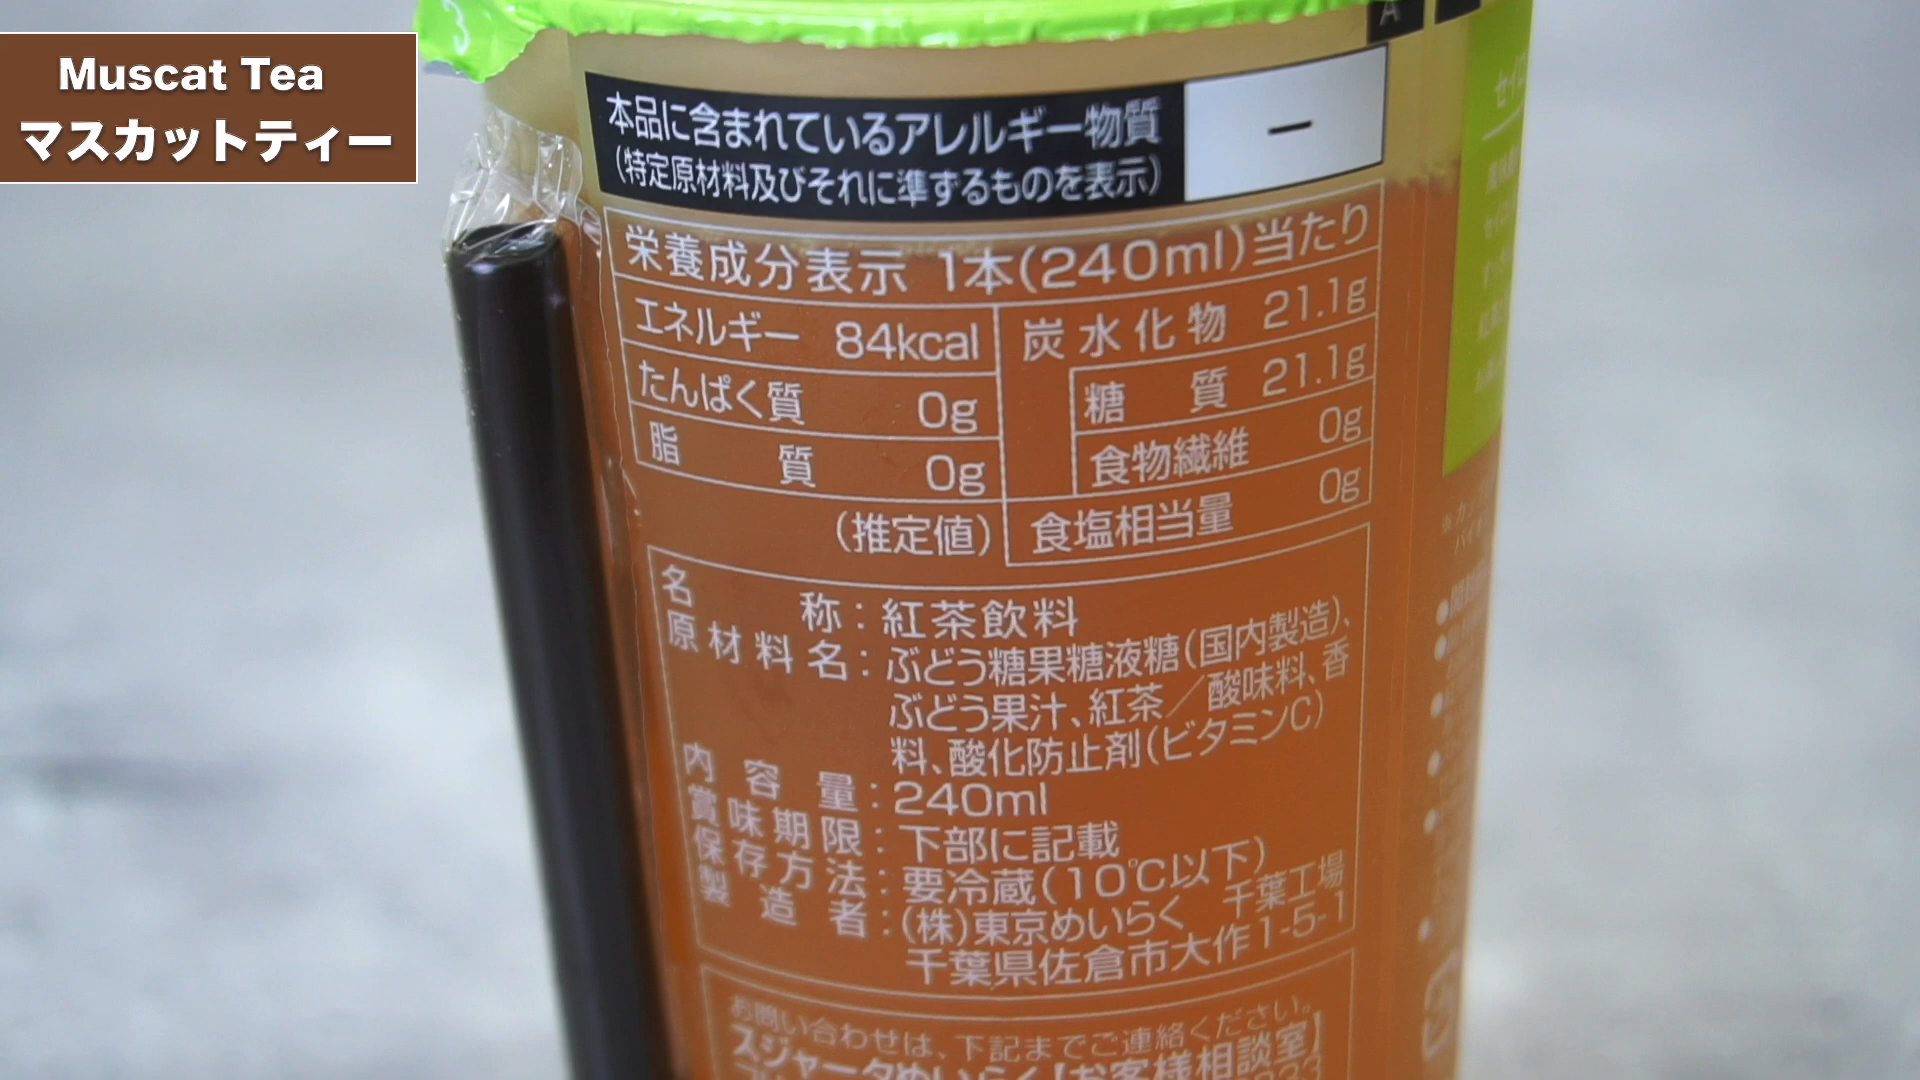 Muscat Tea
マスカットティー
A
本品に含まれているアレルギー物質 ー
(特定原材料及びそれに準ずるものを表示)
栄養成分表示 1本(240ml)当たり
エネルギー 84kcal
たんぱく質 0g
脂質 0g
(推定値)
炭水化物 21.1g
糖質 21.1g
食物繊維 0g
食塩相当量 0g
名称:紅茶飲料
原材料名:ぶどう糖果糖液糖(国内製造)、
ぶどう果汁、紅茶/酸味料、香
料、酸化防止剤(ビタミンC)
内容量:240ml
賞味期限:下部に記載
保存方法:要冷蔵(10℃以下)
製造者:(株)東京めいらく 千葉工場
千葉県佐倉市大作1-5-1
お問い合わせは、下記までご連絡ください。
スジャータめいらく【お客様相談室】